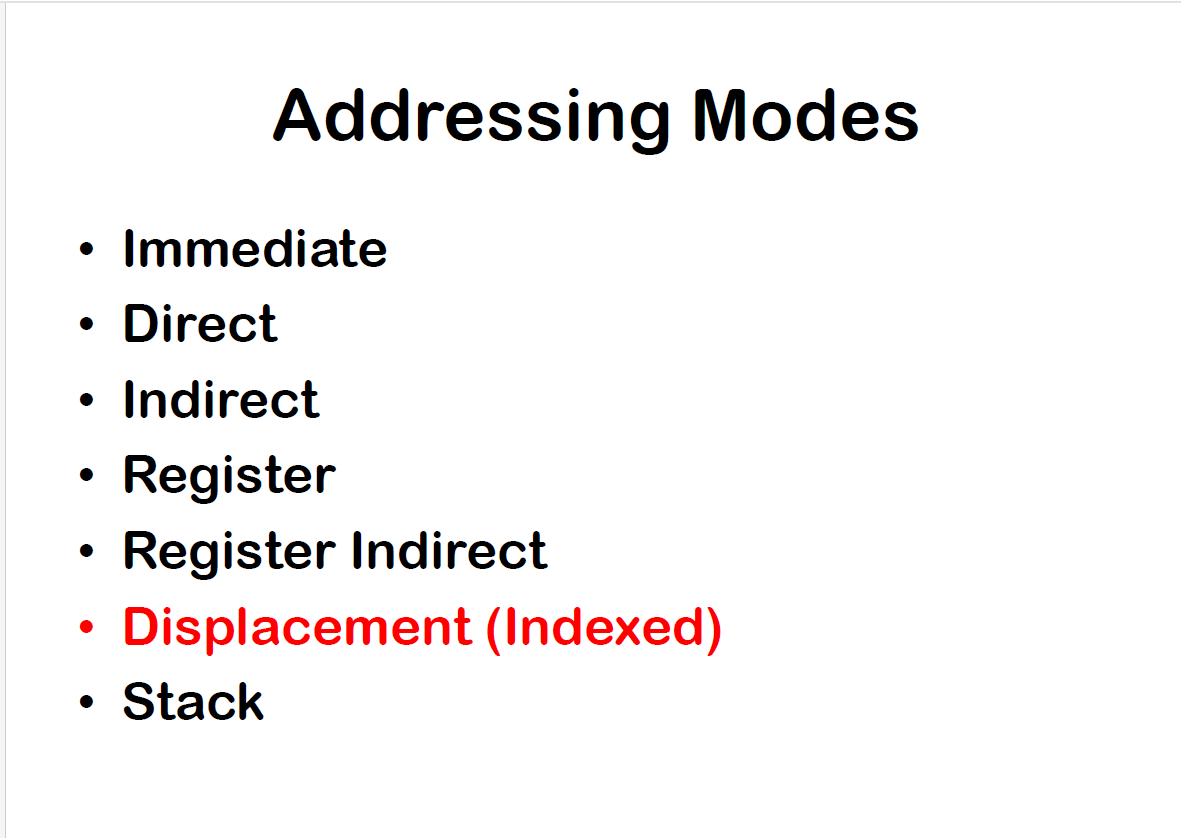 Addressing Modes
• Immediate
• Direct
• Indirect
• Register
• Register Indirect
• Displacement (Indexed)
• Stack